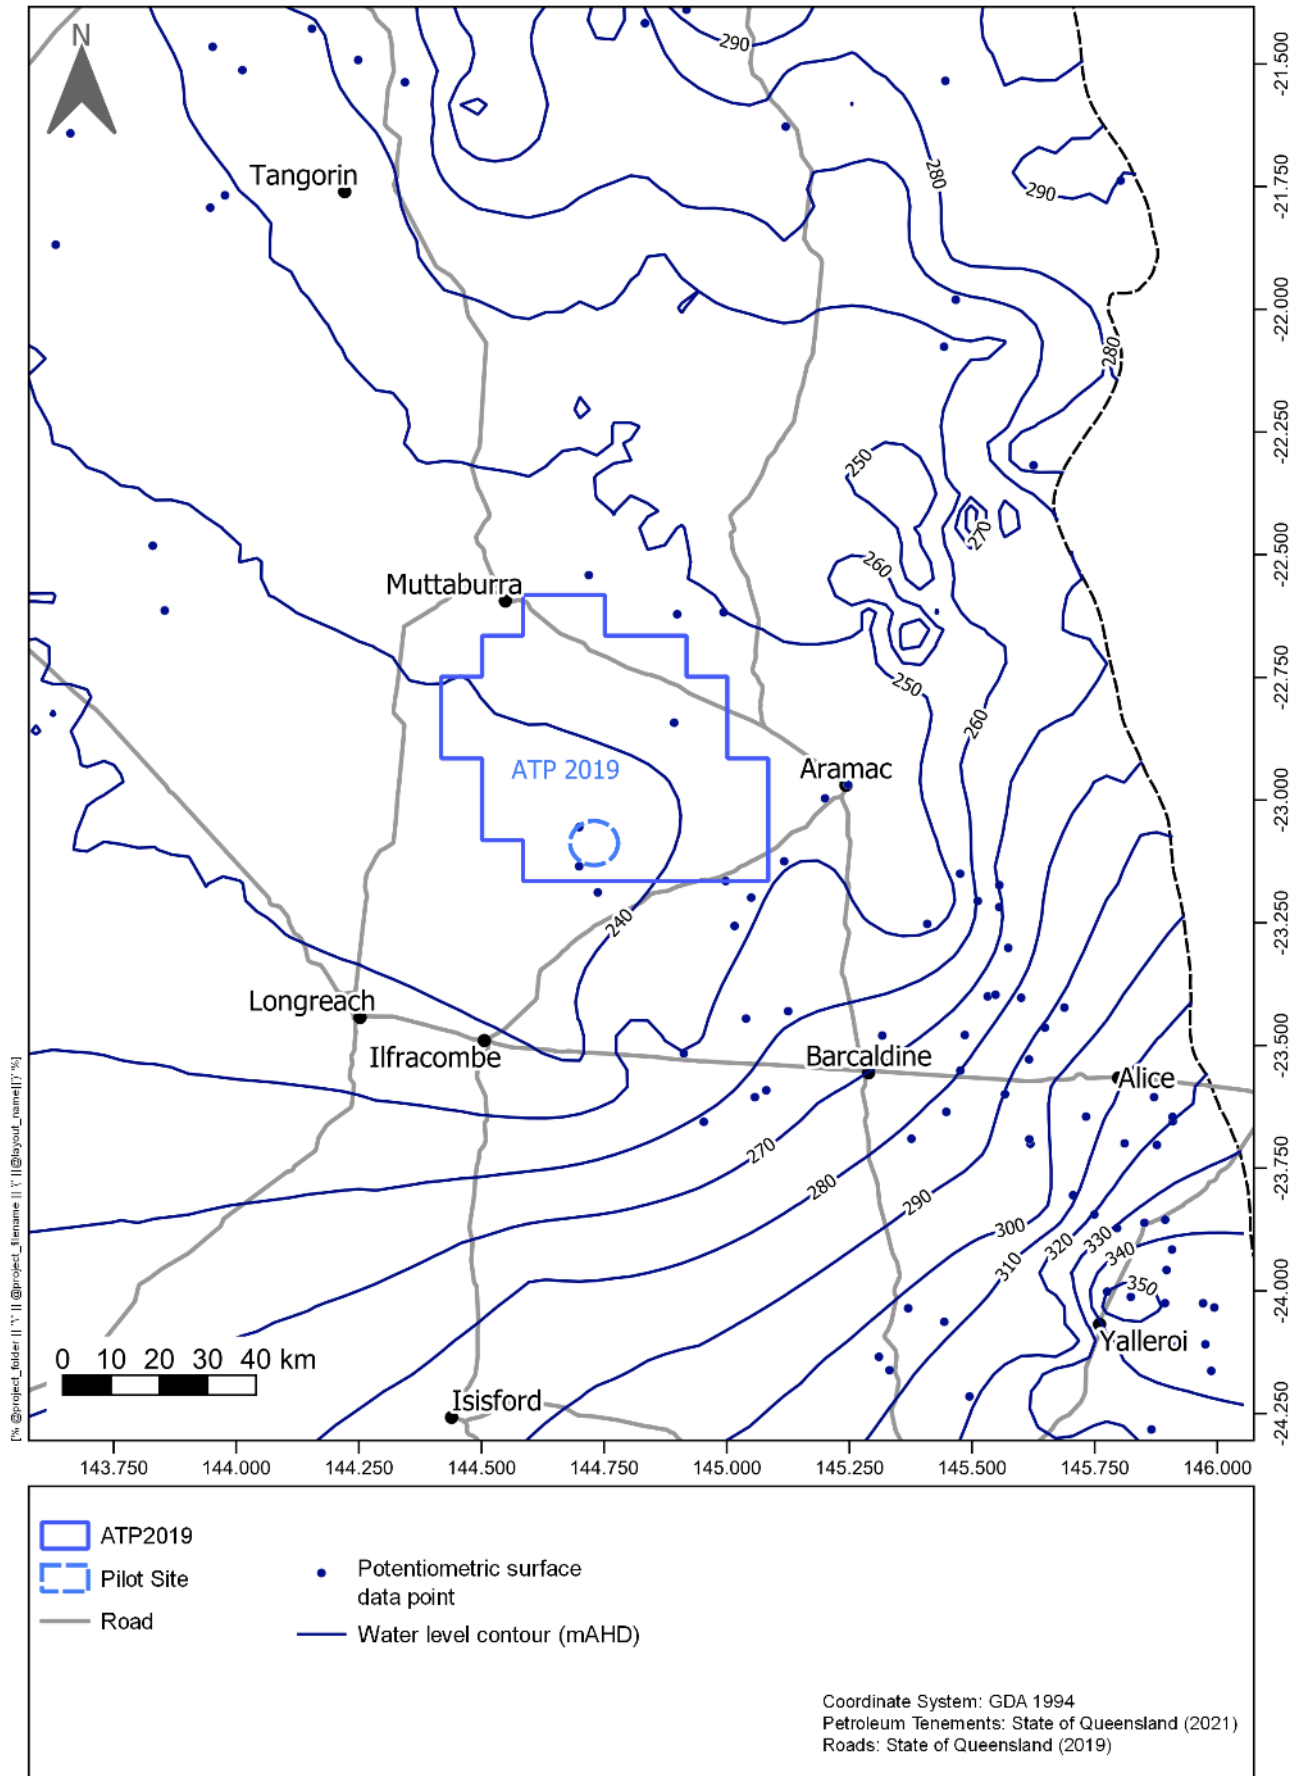 N
290
-21.500
280
Tangorin
290
-21.750
-22.000
280
-22.250
250
270
-22.500
260
Muttaburra
250
-22.750
260
ATP 2019
Aramac
-23.000
240
-23.250
Longreach
Ilfracombe
Barcaldine
Alice
-23.500
270
280
290
-23.750
300
310
320
330
340
350
-24.000
Yalleroi
0 10 20 30 40 km
Isisford
-24.250
[% @project_folder || '\' || @project_filename || '\' ||@layout_name||'\' %]
143.750 144.000 144.250 144.500 144.750 145.000 145.250 145.500 145.750 146.000
ATP2019
Pilot Site
Road
Potentiometric surface
data point
Water level contour (mAHD)
Coordinate System: GDA 1994
Petroleum Tenements: State of Queensland (2021)
Roads: State of Queensland (2019)